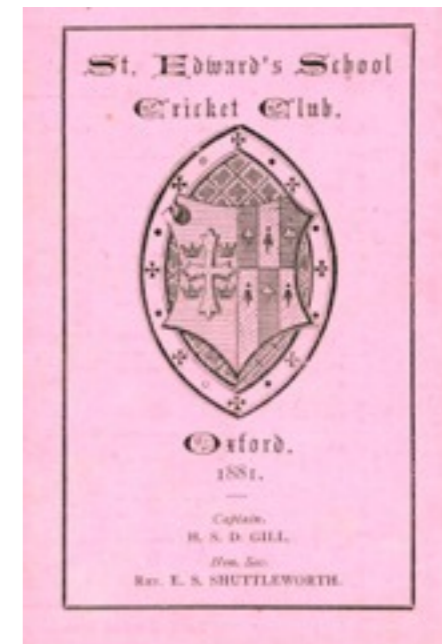 St. Edward's School
Cricket Club.
Oxford.
1881.
Captain.
H. S. D. GILL.
Hon. Sec.
REV. E. S. SHUTTLEWORTH.